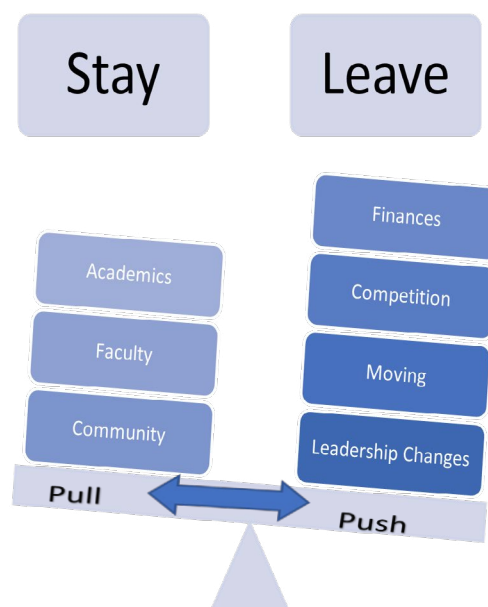 Stay
Leave
Academics
Faculty
Community
Finances
Competition
Moving
Leadership Changes
Pull
Push